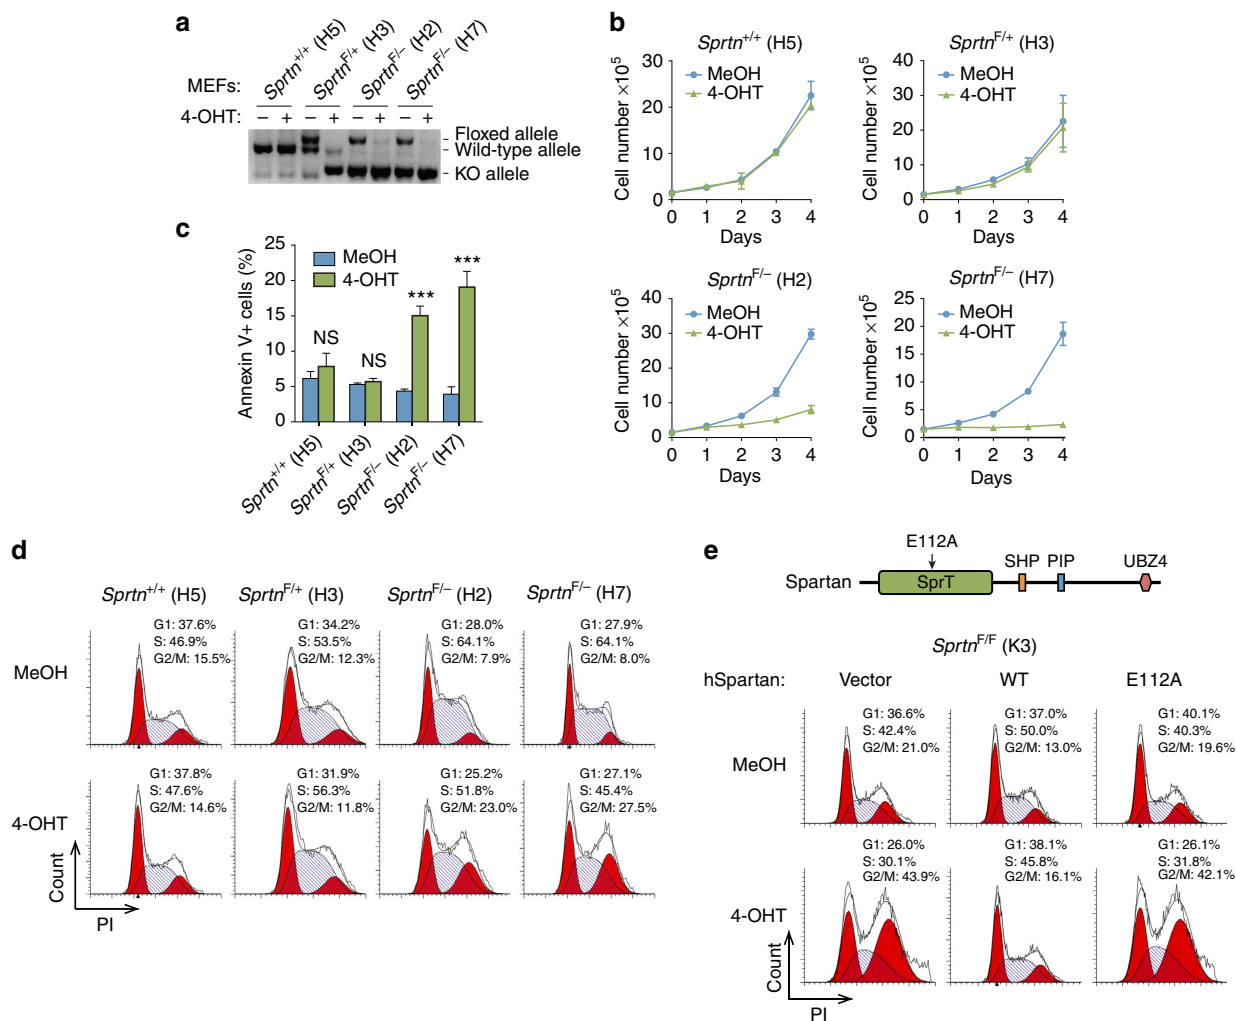 a
Sprtn+/+ (H5)
SprtnF/+ (H3)
SprtnF/– (H2)
SprtnF/– (H7)
MEFs:
4-OHT: – + – + – + – +
Floxed allele
Wild-type allele
KO allele
b
Sprtn+/+ (H5)
Cell number ×10⁵
30
20
10
0
MeOH
4-OHT
0 1 2 3 4
Days
SprtnF/+ (H3)
Cell number ×10⁵
40
30
20
10
0
MeOH
4-OHT
0 1 2 3 4
Days
SprtnF/– (H2)
Cell number ×10⁵
40
30
20
10
0
MeOH
4-OHT
0 1 2 3 4
Days
SprtnF/– (H7)
Cell number ×10⁵
25
20
15
10
5
0
MeOH
4-OHT
0 1 2 3 4
Days
c
Annexin V+ cells (%)
25
20
15
10
5
0
MeOH
4-OHT
NS
NS
***
***
Sprtn+/+ (H5)
SprtnF/+ (H3)
SprtnF/– (H2)
SprtnF/– (H7)
d
Sprtn+/+ (H5)
SprtnF/+ (H3)
SprtnF/– (H2)
SprtnF/– (H7)
MeOH
G1: 37.6%
S: 46.9%
G2/M: 15.5%
G1: 34.2%
S: 53.5%
G2/M: 12.3%
G1: 28.0%
S: 64.1%
G2/M: 7.9%
G1: 27.9%
S: 64.1%
G2/M: 8.0%
4-OHT
G1: 37.8%
S: 47.6%
G2/M: 14.6%
G1: 31.9%
S: 56.3%
G2/M: 11.8%
G1: 25.2%
S: 51.8%
G2/M: 23.0%
G1: 27.1%
S: 45.4%
G2/M: 27.5%
Count
PI
e
E112A
Spartan
SprT
SHP
PIP
UBZ4
SprtnF/F (K3)
hSpartan:
Vector
WT
E112A
MeOH
G1: 36.6%
S: 42.4%
G2/M: 21.0%
G1: 37.0%
S: 50.0%
G2/M: 13.0%
G1: 40.1%
S: 40.3%
G2/M: 19.6%
4-OHT
G1: 26.0%
S: 30.1%
G2/M: 43.9%
G1: 38.1%
S: 45.8%
G2/M: 16.1%
G1: 26.1%
S: 31.8%
G2/M: 42.1%
Count
PI